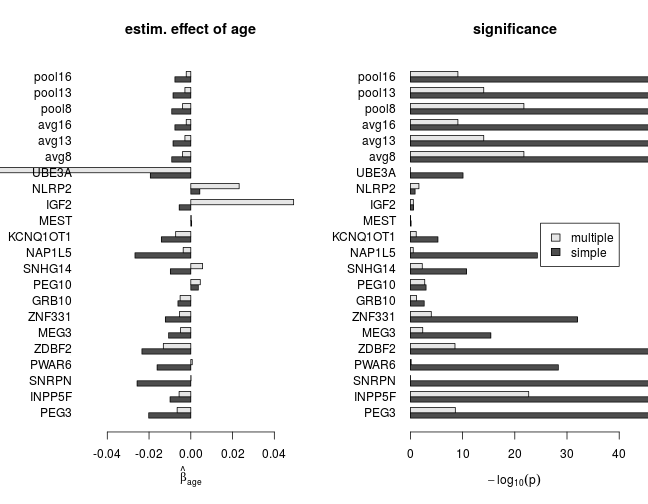 estim. effect of age
pool16
pool13
pool8
avg16
avg13
avg8
UBE3A
NLRP2
IGF2
MEST
KCNQ1OT1
NAP1L5
SNHG14
PEG10
GRB10
ZNF331
MEG3
ZDBF2
PWAR6
SNRPN
INPP5F
PEG3
-0.04 -0.02 0.00 0.02 0.04
β̂age
significance
pool16
pool13
pool8
avg16
avg13
avg8
UBE3A
NLRP2
IGF2
MEST
KCNQ1OT1
NAP1L5
SNHG14
PEG10
GRB10
ZNF331
MEG3
ZDBF2
PWAR6
SNRPN
INPP5F
PEG3
multiple
simple
0 10 20 30 40
−log10(p)